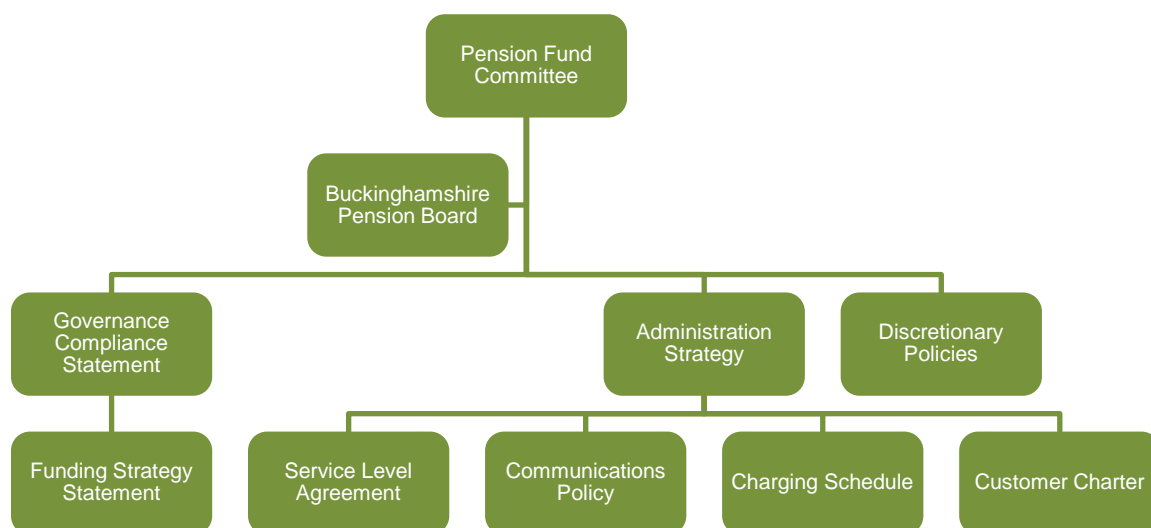 Pension Fund
Committee
Buckinghamshire
Pension Board
Governance
Compliance
Statement
Administration
Strategy
Discretionary
Policies
Funding Strategy
Statement
Service Level
Agreement
Communications
Policy
Charging Schedule
Customer Charter